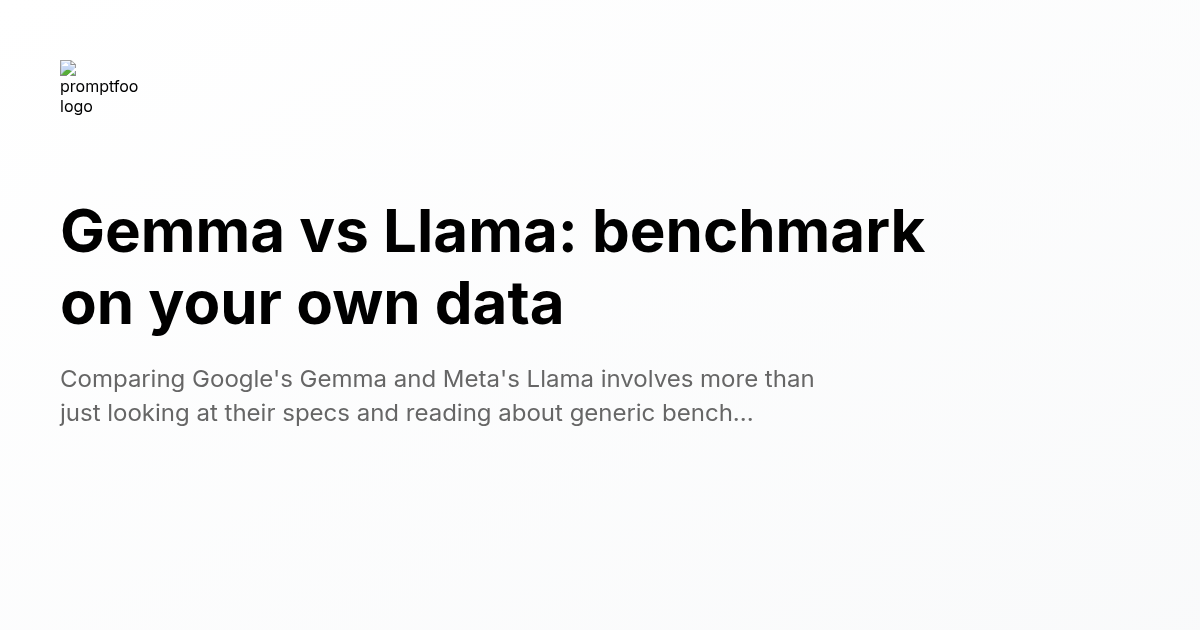 promptfoo
logo
Gemma vs Llama: benchmark
on your own data
Comparing Google's Gemma and Meta's Llama involves more than
just looking at their specs and reading about generic bench...